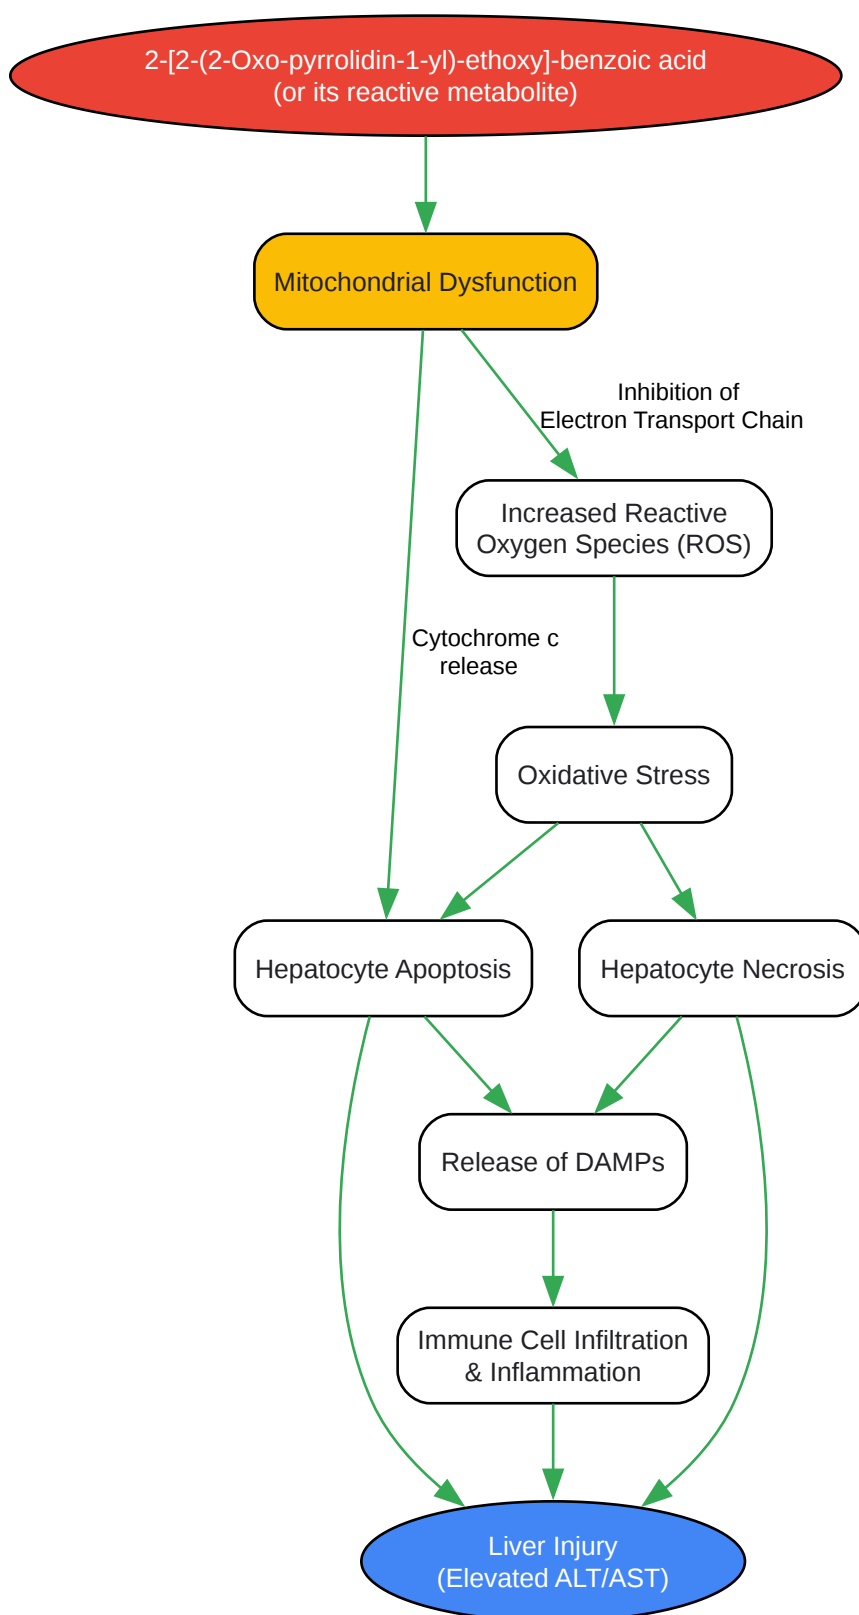 2-[2-(2-Oxo-pyrrolidin-1-yl)-ethoxy]-benzoic acid
(or its reactive metabolite)
Mitochondrial Dysfunction
Inhibition of
Electron Transport Chain
Increased Reactive
Oxygen Species (ROS)
Cytochrome c
release
Oxidative Stress
Hepatocyte Apoptosis
Hepatocyte Necrosis
Release of DAMPs
Immune Cell Infiltration
& Inflammation
Liver Injury
(Elevated ALT/AST)